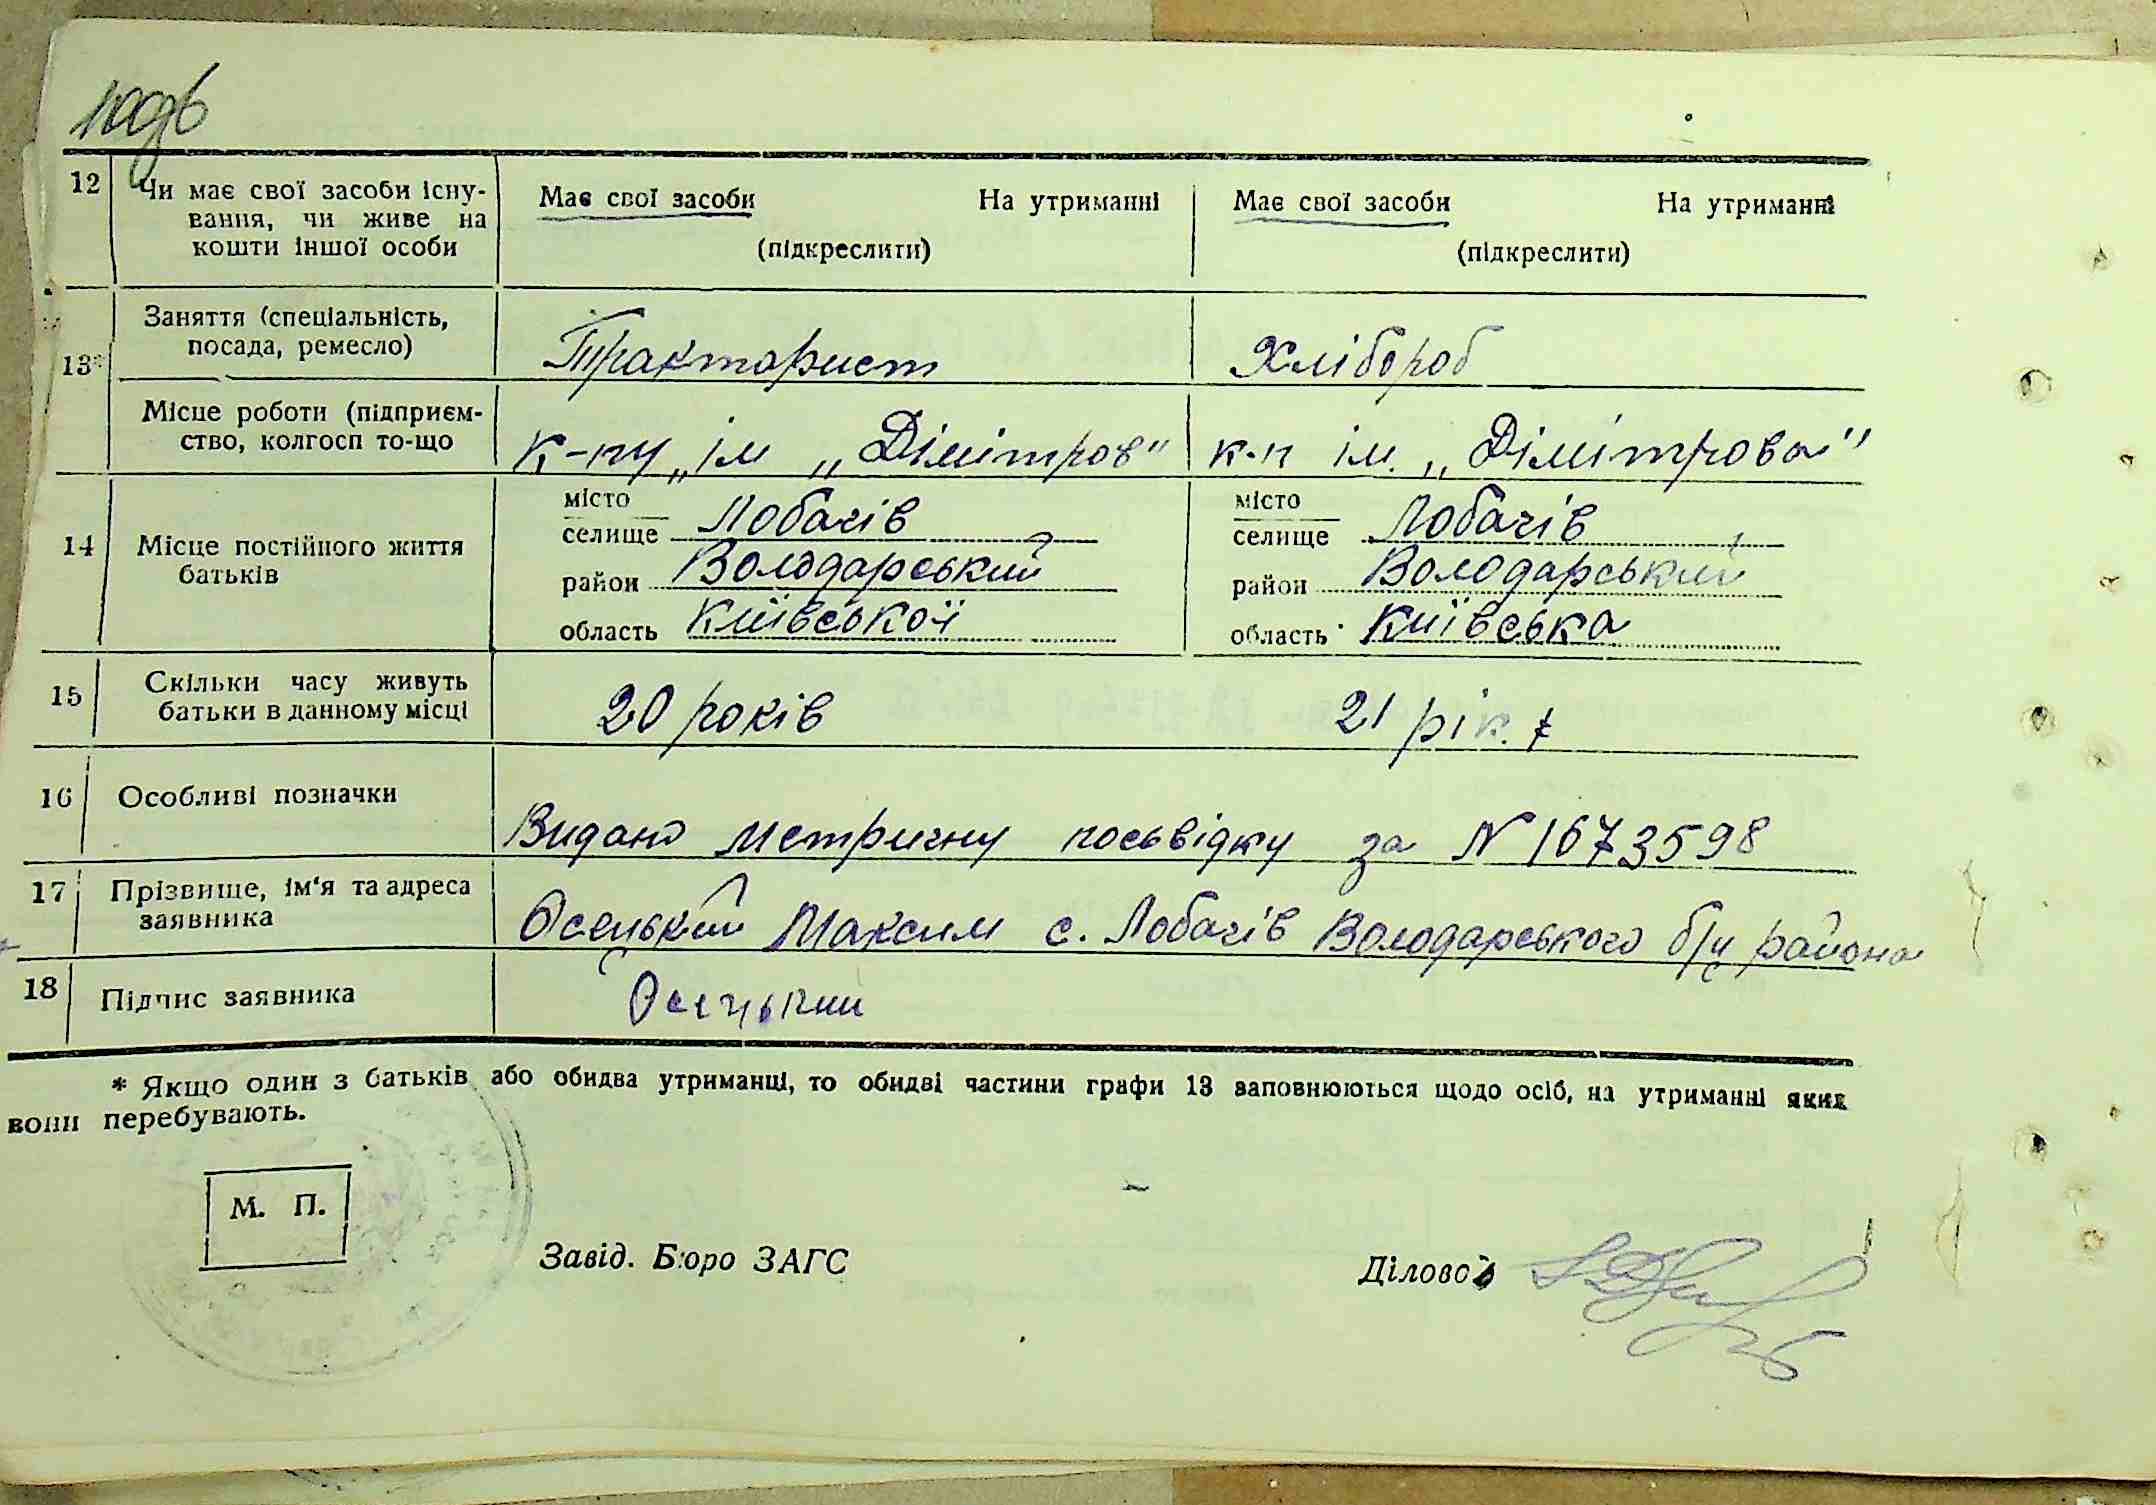 12 Чи має свої засоби існу-
вання, чи живе на
кошти іншої особи
Має свої засоби На утриманні
(підкреслити)
Має свої засоби На утриманні
(підкреслити)
13* Заняття (спеціальність,
посада, ремесло)
Тракторист
Хлібороб
Місце роботи (підприєм-
ство, колгосп то-що
к-пу „ім „Дімітров"
к-п ім. „Дімітрова"
14 Місце постійного життя
батьків
місто
селище Лобачів
район Володарський
область Київської
місто
селище Лобачів
район Володарський
область Київська
15 Скільки часу живуть
батьки в данному місці
20 років
21 рік.
16 Особливі позначки
Видано метричну посьвідку за N 1673598
17 Прізвище, ім'я та адреса
заявника
Осецький Максим с. Лобачів Володарського б/ц района
18 Підпис заявника
Осецький
* Якщо один з батьків або обидва утриманці, то обидві частини графи 13 заповнюються щодо осіб, на утриманні яких
вони перебувають.
М. П.
Завід. Бюро ЗАГС
Діловод